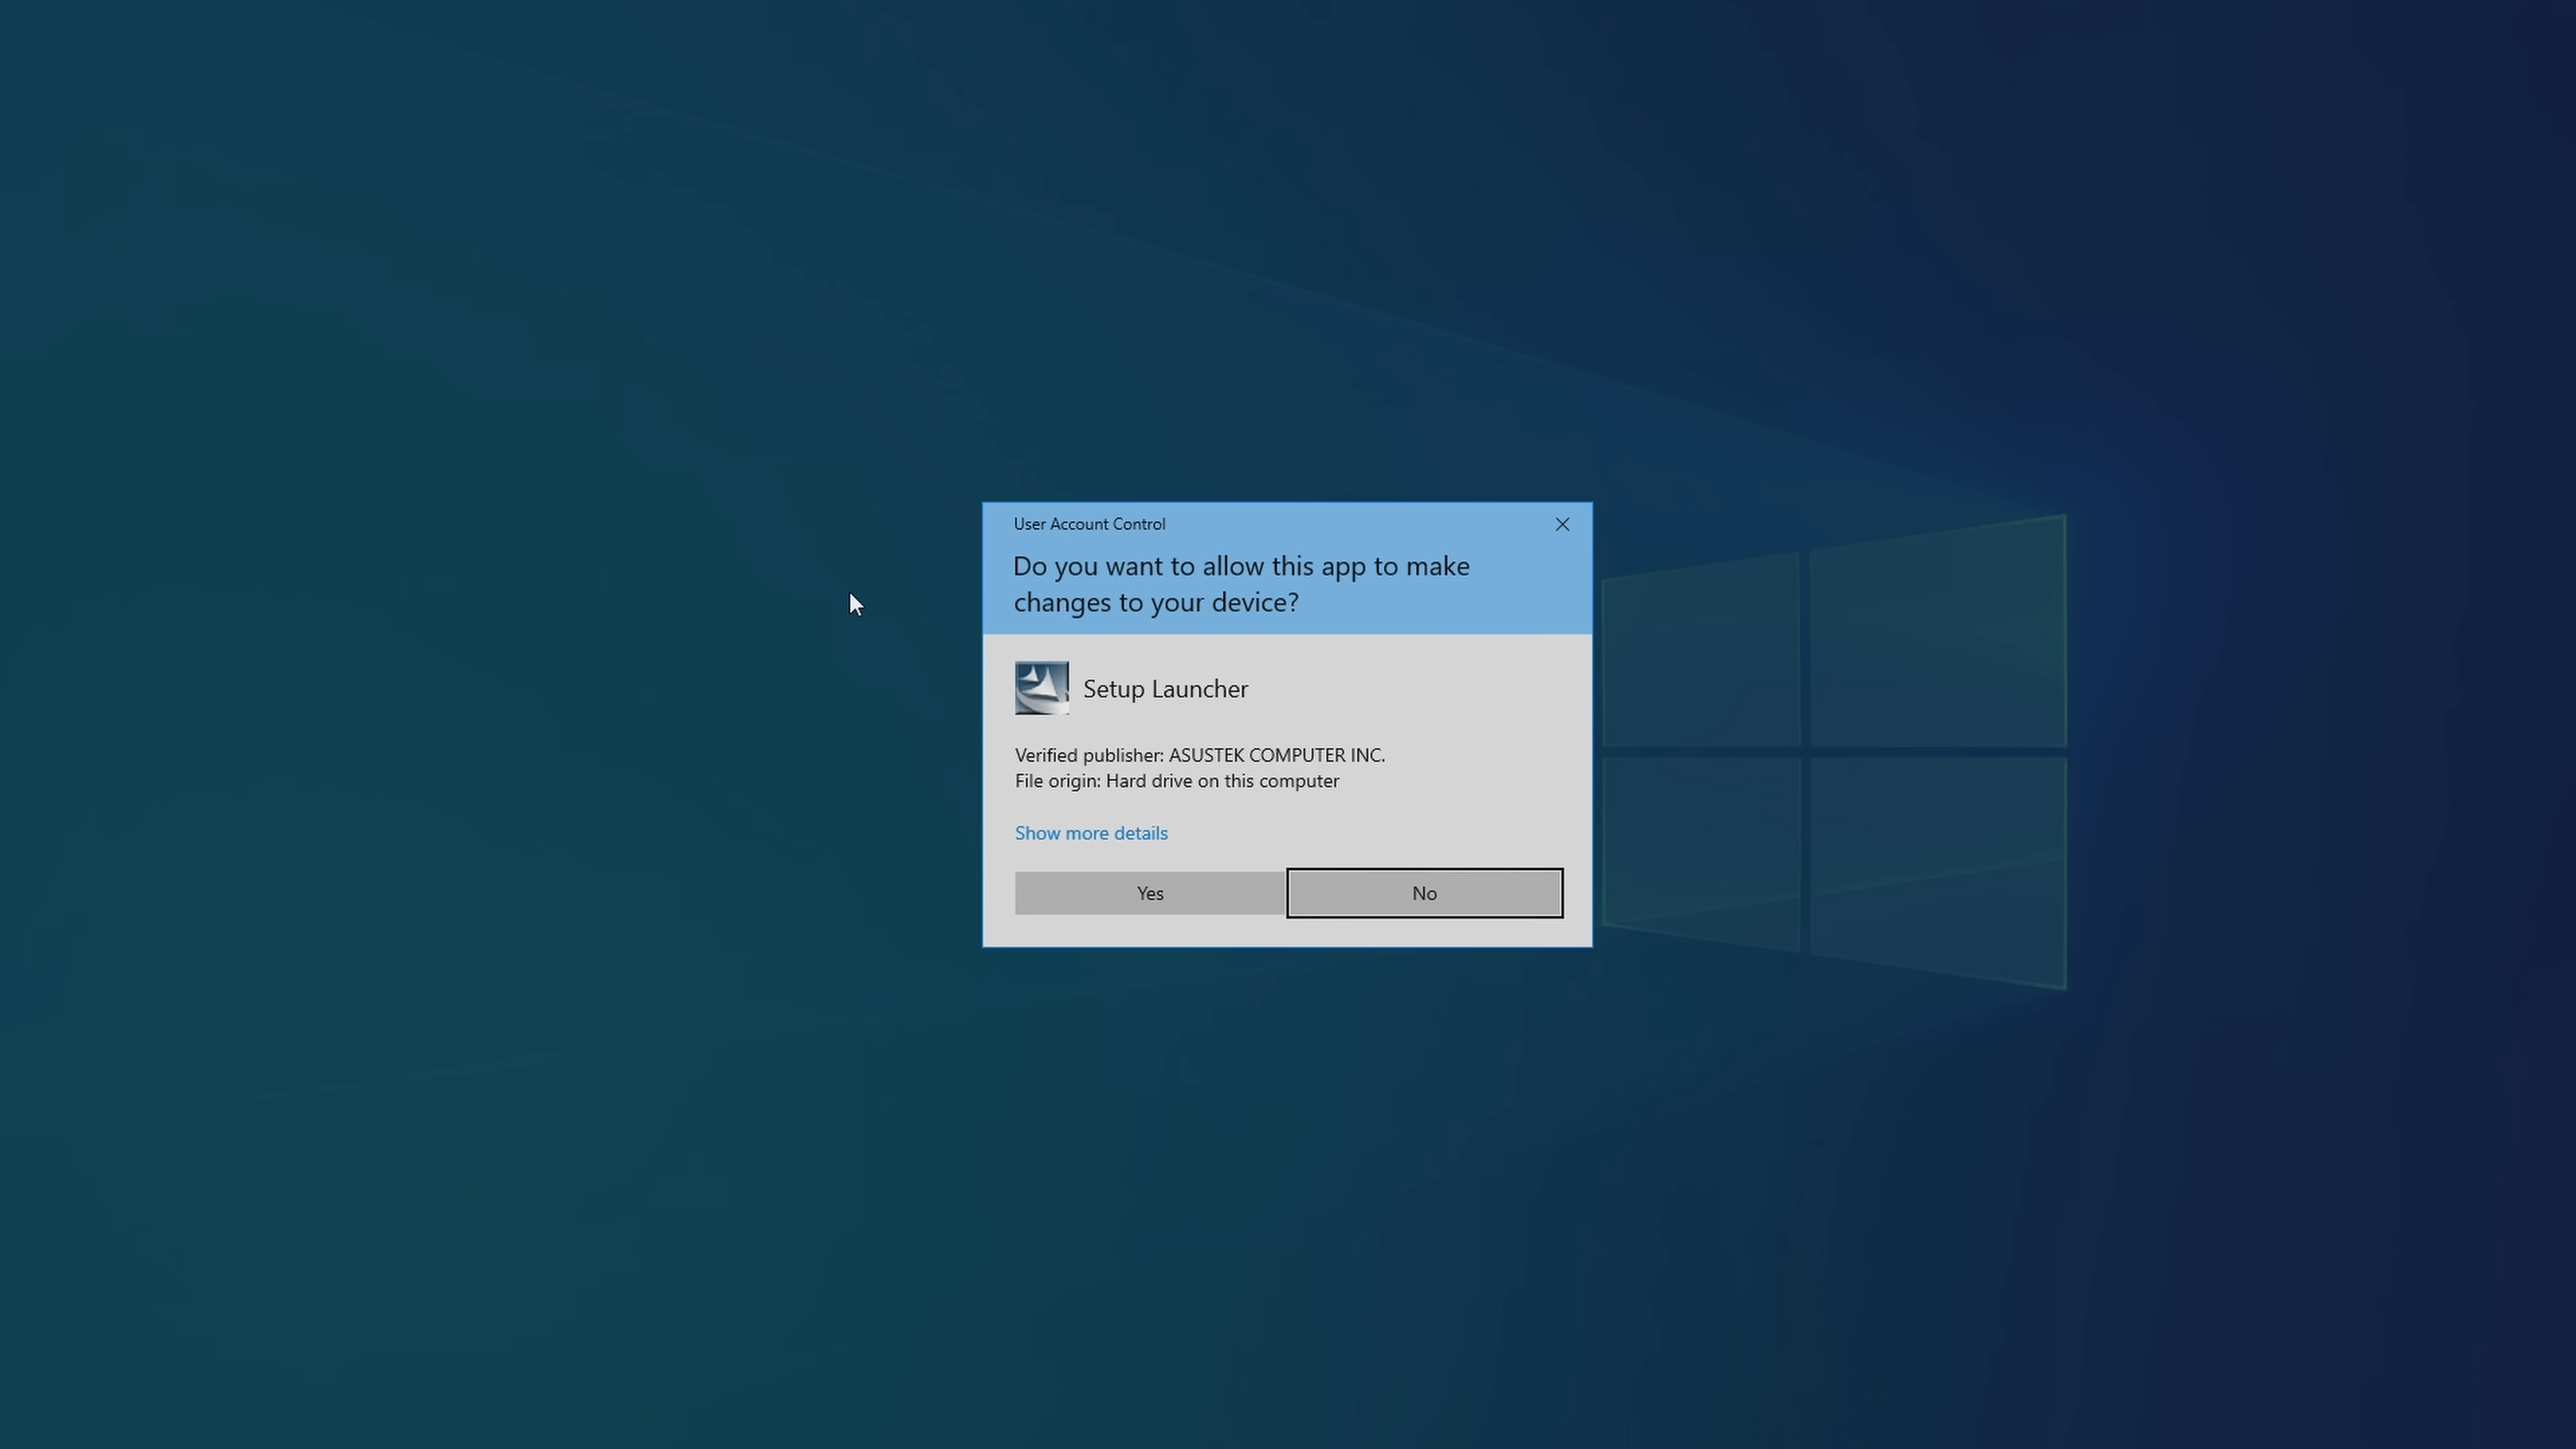 User Account Control
Do you want to allow this app to make
changes to your device?
Setup Launcher
Verified publisher: ASUSTEK COMPUTER INC.
File origin: Hard drive on this computer
Show more details
Yes
No